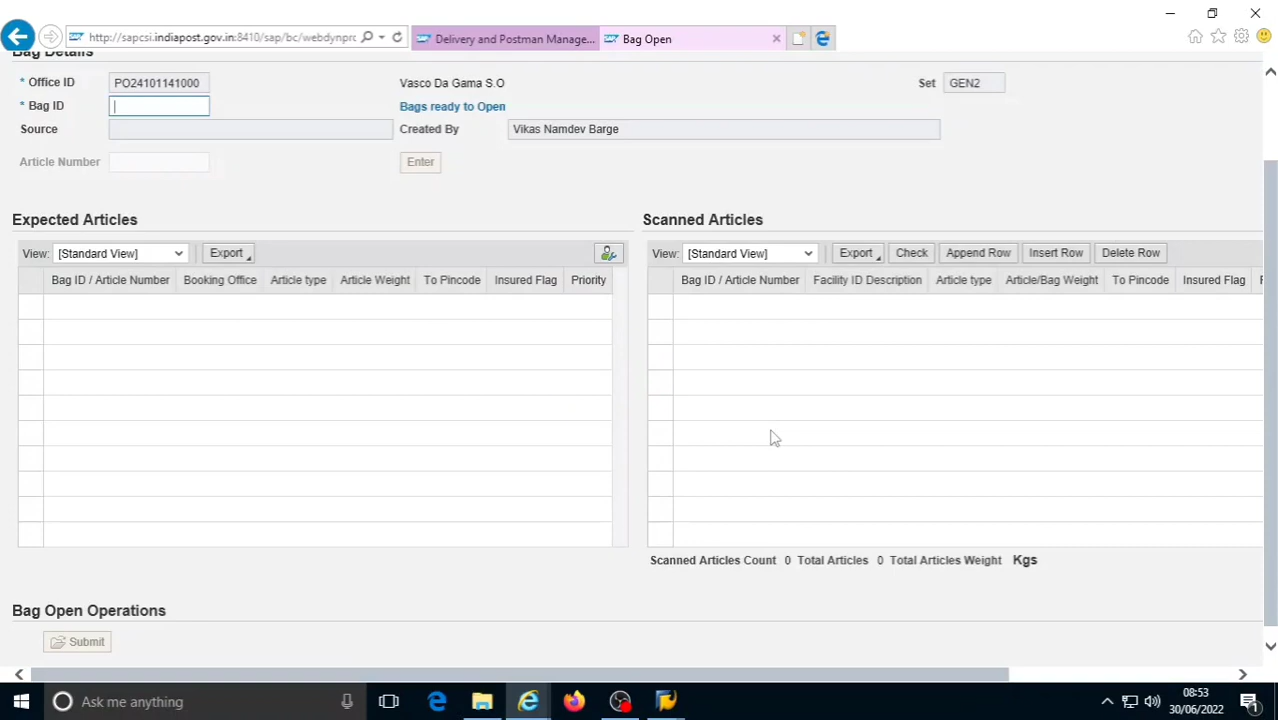 http://sapcsi.indiapost.gov.in:8410/sap/bc/webdynprc
Delivery and Postman Manage...
Bag Open
Bag Details
* Office ID PO24101141000 Vasco Da Gama S.O Set GEN2
* Bag ID Bags ready to Open
Source Created By Vikas Namdev Barge
Article Number Enter
Expected Articles Scanned Articles
View: [Standard View] Export View: [Standard View] Export Check Append Row Insert Row Delete Row
Bag ID / Article Number Booking Office Article type Article Weight To Pincode Insured Flag Priority Bag ID / Article Number Facility ID Description Article type Article/Bag Weight To Pincode Insured Flag
Scanned Articles Count 0 Total Articles 0 Total Articles Weight Kgs
Bag Open Operations
Submit
Ask me anything
08:53
30/06/2022
1